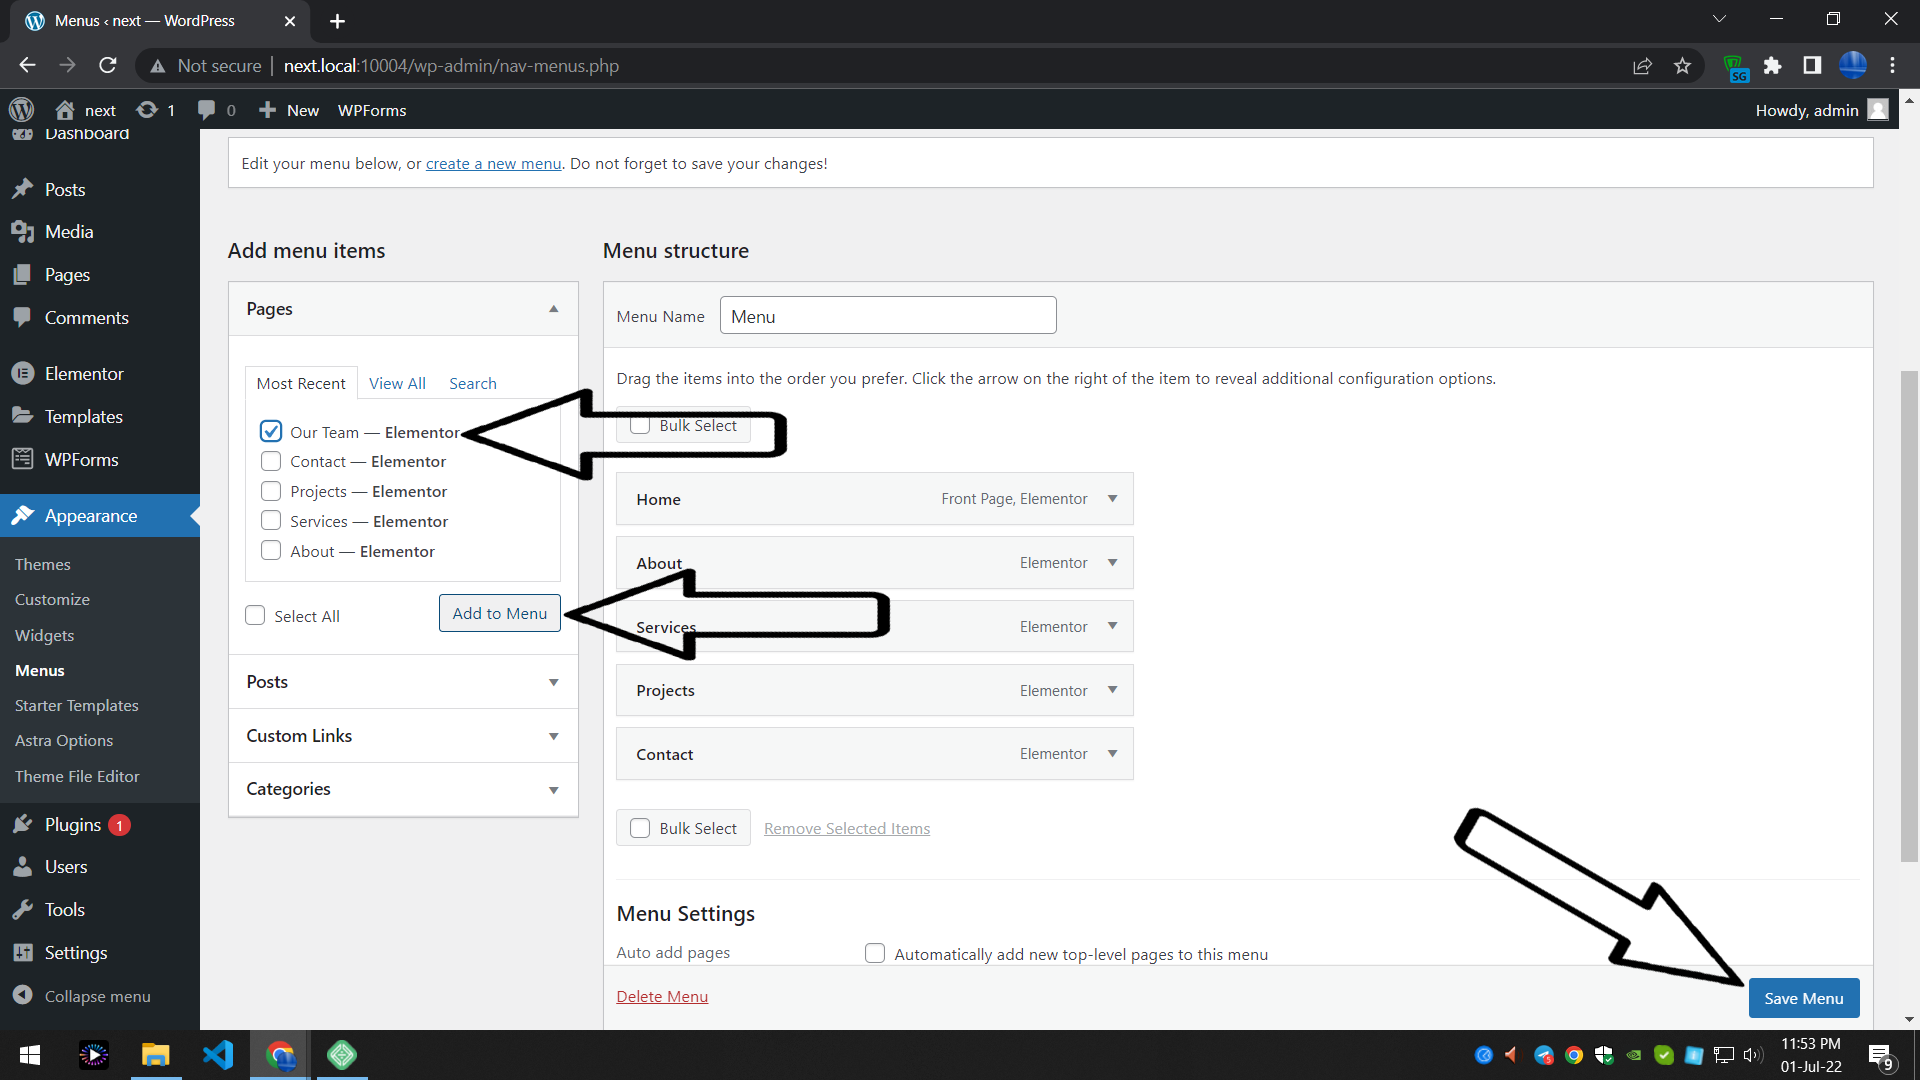 Menus ‹ next — WordPress
Not secure | next.local:10004/wp-admin/nav-menus.php
SG
next 1 0 New WPForms
Howdy, admin
Dashboard
Posts
Media
Pages
Comments
Elementor
Templates
WPForms
Appearance
Themes
Customize
Widgets
Menus
Starter Templates
Astra Options
Theme File Editor
Plugins 1
Users
Tools
Settings
Collapse menu
Edit your menu below, or create a new menu. Do not forget to save your changes!
Add menu items
Pages
Most Recent View All Search
Our Team — Elementor
Contact — Elementor
Projects — Elementor
Services — Elementor
About — Elementor
Select All
Add to Menu
Posts
Custom Links
Categories
Menu structure
Menu Name Menu
Drag the items into the order you prefer. Click the arrow on the right of the item to reveal additional configuration options.
Bulk Select
Home Front Page, Elementor
About Elementor
Services Elementor
Projects Elementor
Contact Elementor
Bulk Select Remove Selected Items
Menu Settings
Auto add pages
Automatically add new top-level pages to this menu
Delete Menu
Save Menu
11:53 PM
01-Jul-22
9